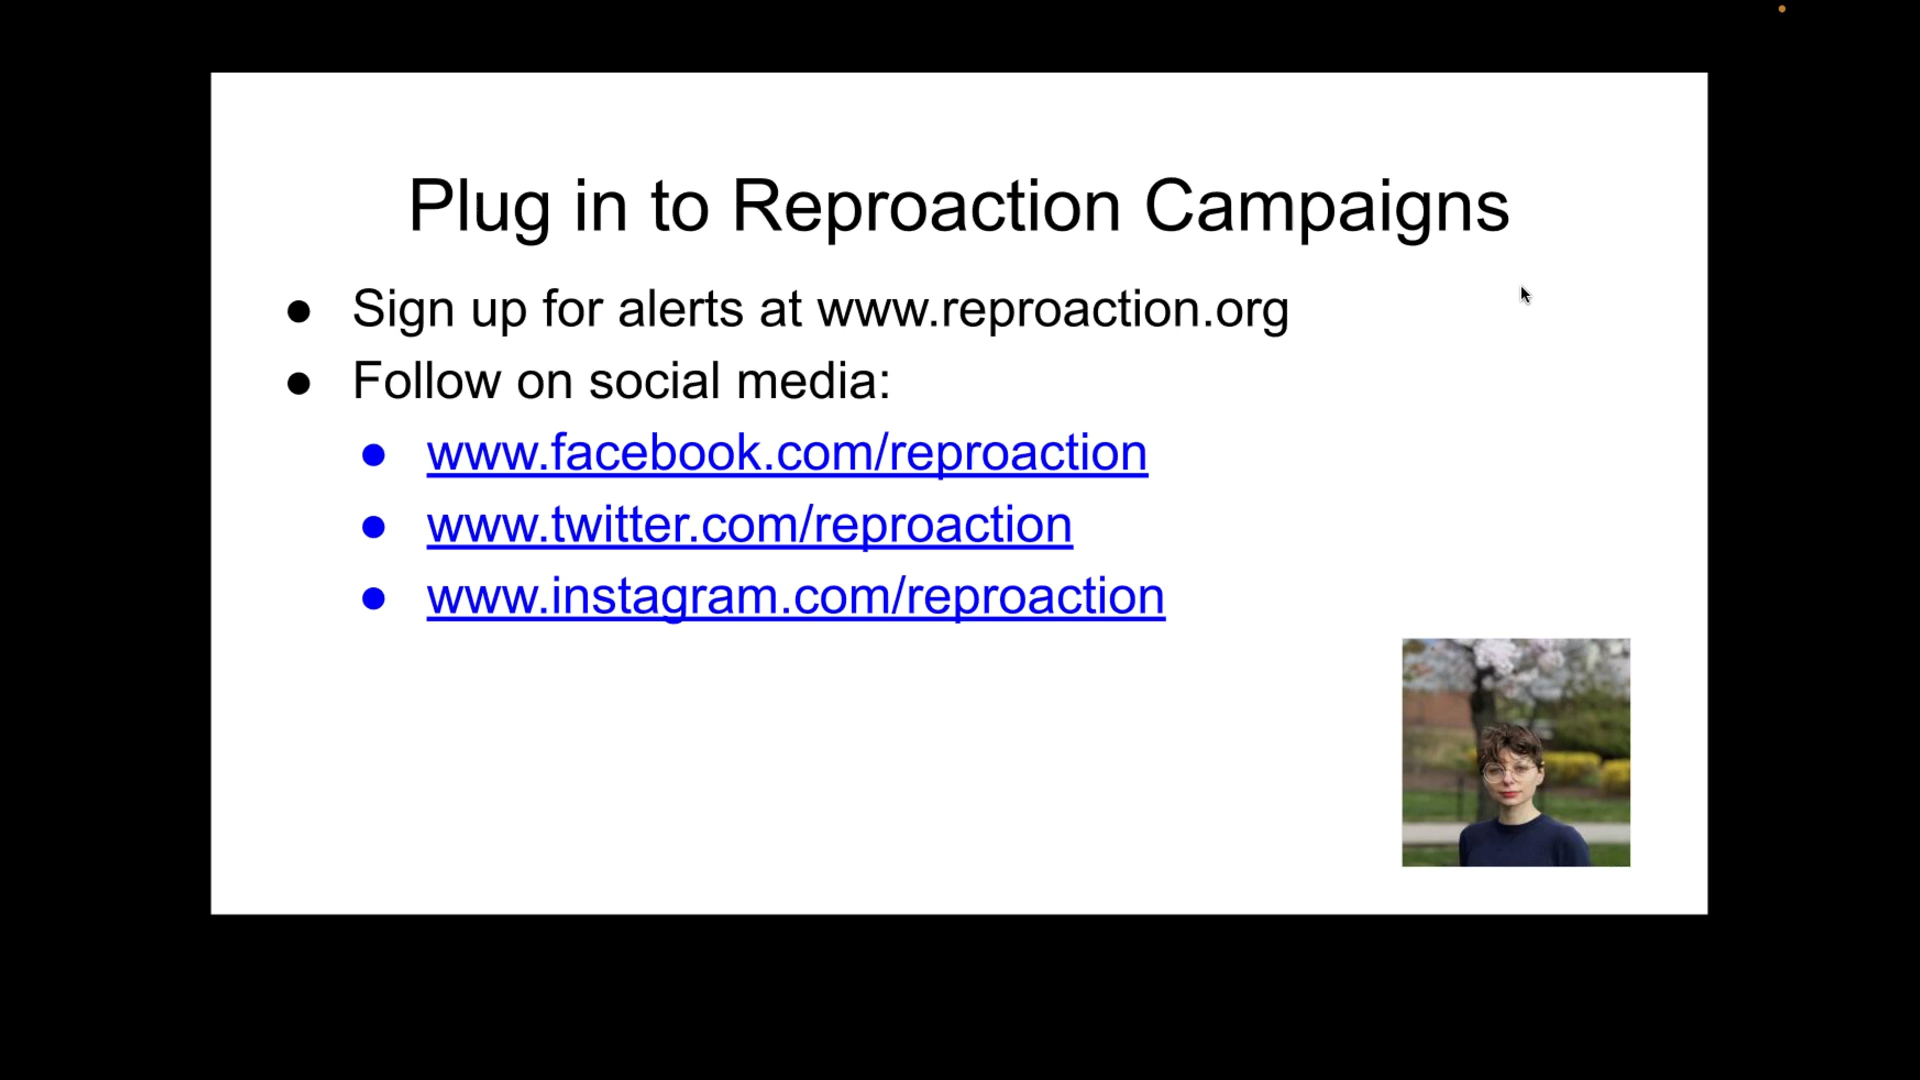 Plug in to Reproaction Campaigns
● Sign up for alerts at www.reproaction.org
● Follow on social media:
● www.facebook.com/reproaction
● www.twitter.com/reproaction
● www.instagram.com/reproaction